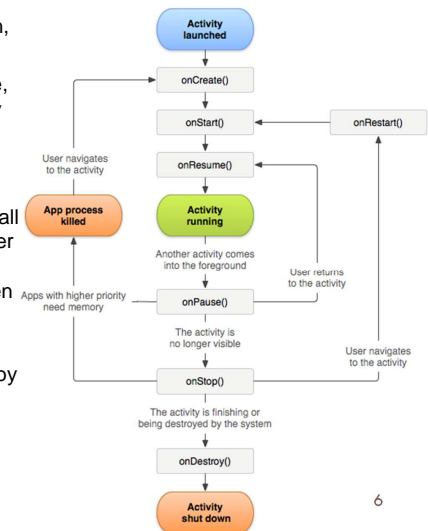 Activity
launched
onCreate()
onStart()
onRestart()
User navigates
to the activity
onResume()
App process
killed
Activity
running
Another activity comes
into the foreground
User returns
to the activity
Apps with higher priority
need memory
onPause()
The activity is
no longer visible
User navigates
to the activity
onStop()
The activity is finishing or
being destroyed by the system
onDestroy()
Activity
shut down
6
all